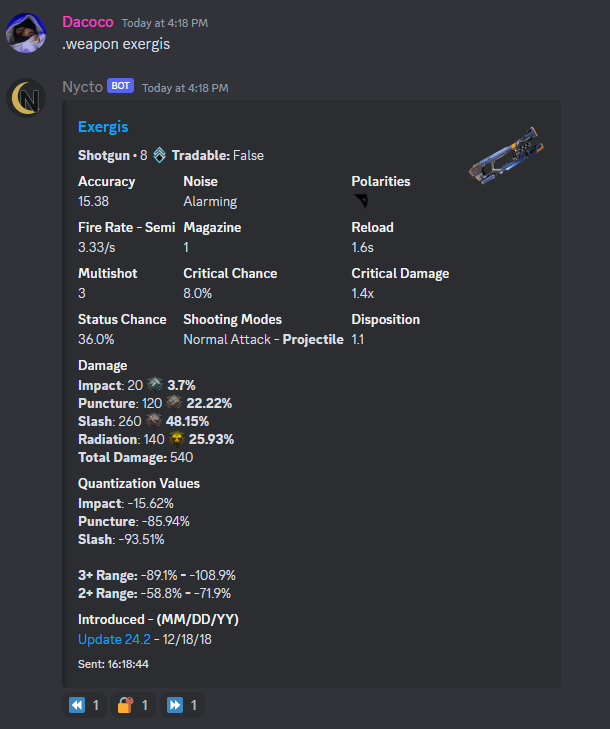 Dacoco Today at 4:18 PM
.weapon exergis
Nycto BOT Today at 4:18 PM
Exergis
Shotgun • 8 Tradable: False
Accuracy Noise Polarities
15.38 Alarming
Fire Rate - Semi Magazine Reload
3.33/s 1 1.6s
Multishot Critical Chance Critical Damage
3 8.0% 1.4x
Status Chance Shooting Modes Disposition
36.0% Normal Attack - Projectile 1.1
Damage
Impact: 20 3.7%
Puncture: 120 22.22%
Slash: 260 48.15%
Radiation: 140 25.93%
Total Damage: 540
Quantization Values
Impact: -15.62%
Puncture: -85.94%
Slash: -93.51%
3+ Range: -89.1% - -108.9%
2+ Range: -58.8% - -71.9%
Introduced - (MM/DD/YY)
Update 24.2 - 12/18/18
Sent: 16:18:44
1 1 1